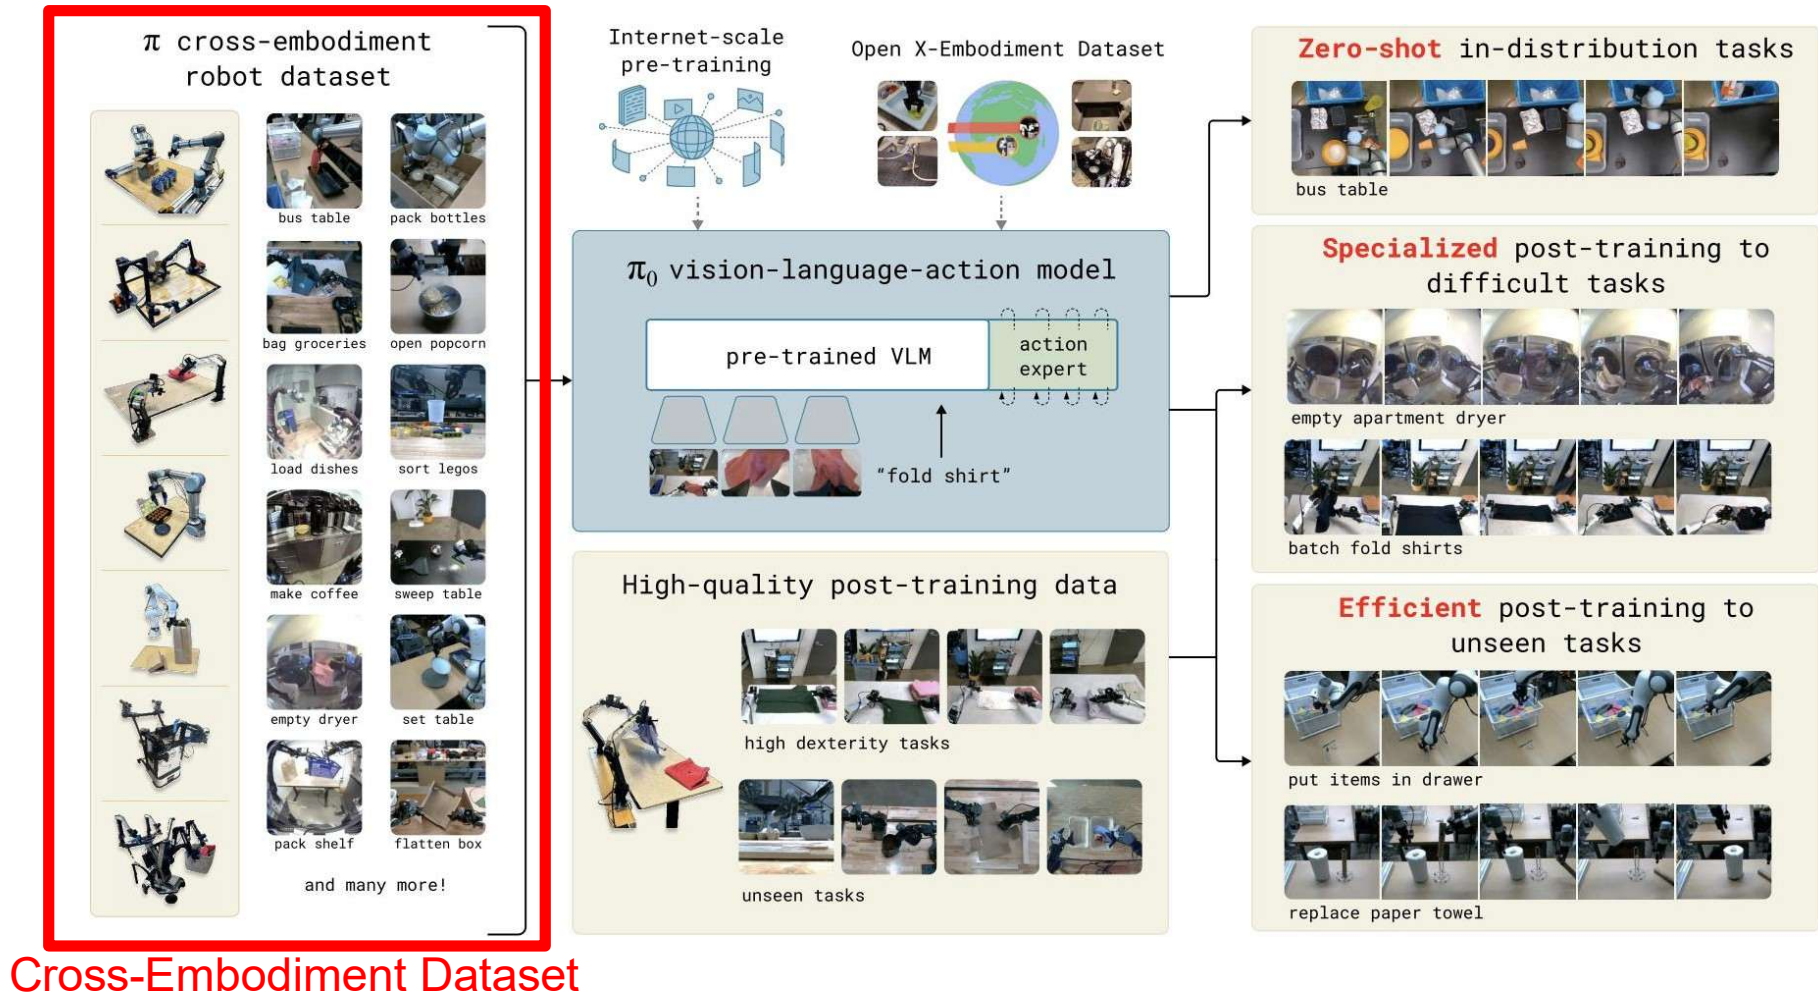 π cross-embodiment
robot dataset
bus table
pack bottles
bag groceries
open popcorn
load dishes
sort legos
make coffee
sweep table
empty dryer
set table
pack shelf
flatten box
and many more!
Cross-Embodiment Dataset
Internet-scale
pre-training
Open X-Embodiment Dataset
π0 vision-language-action model
pre-trained VLM
action
expert
“fold shirt”
High-quality post-training data
high dexterity tasks
unseen tasks
Zero-shot in-distribution tasks
bus table
Specialized post-training to
difficult tasks
empty apartment dryer
batch fold shirts
Efficient post-training to
unseen tasks
put items in drawer
replace paper towel